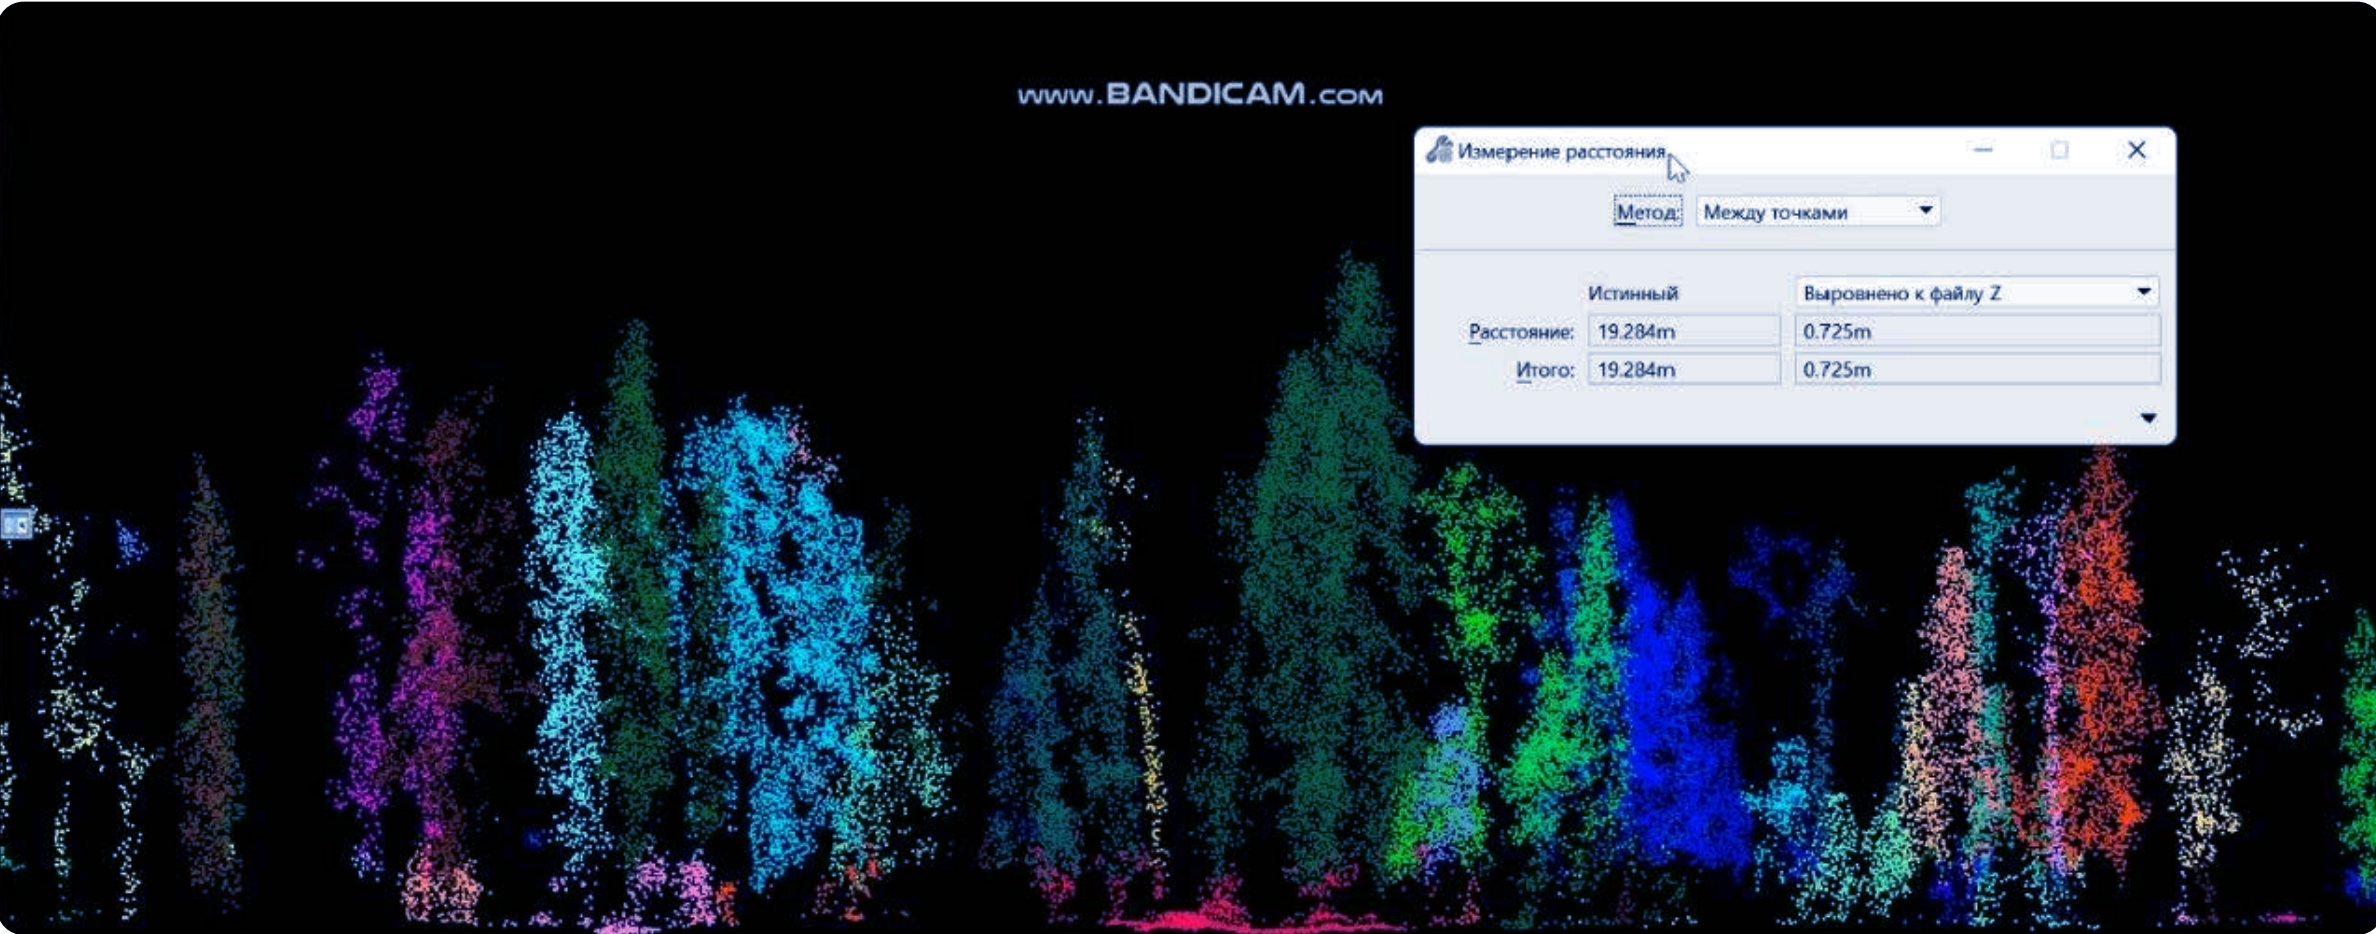 www.BANDICAM.COM
Измерение расстояния
Метод: Между точками
Истинный Выровнено к файлу Z
Расстояние: 19.284m 0.725m
Итого: 19.284m 0.725m